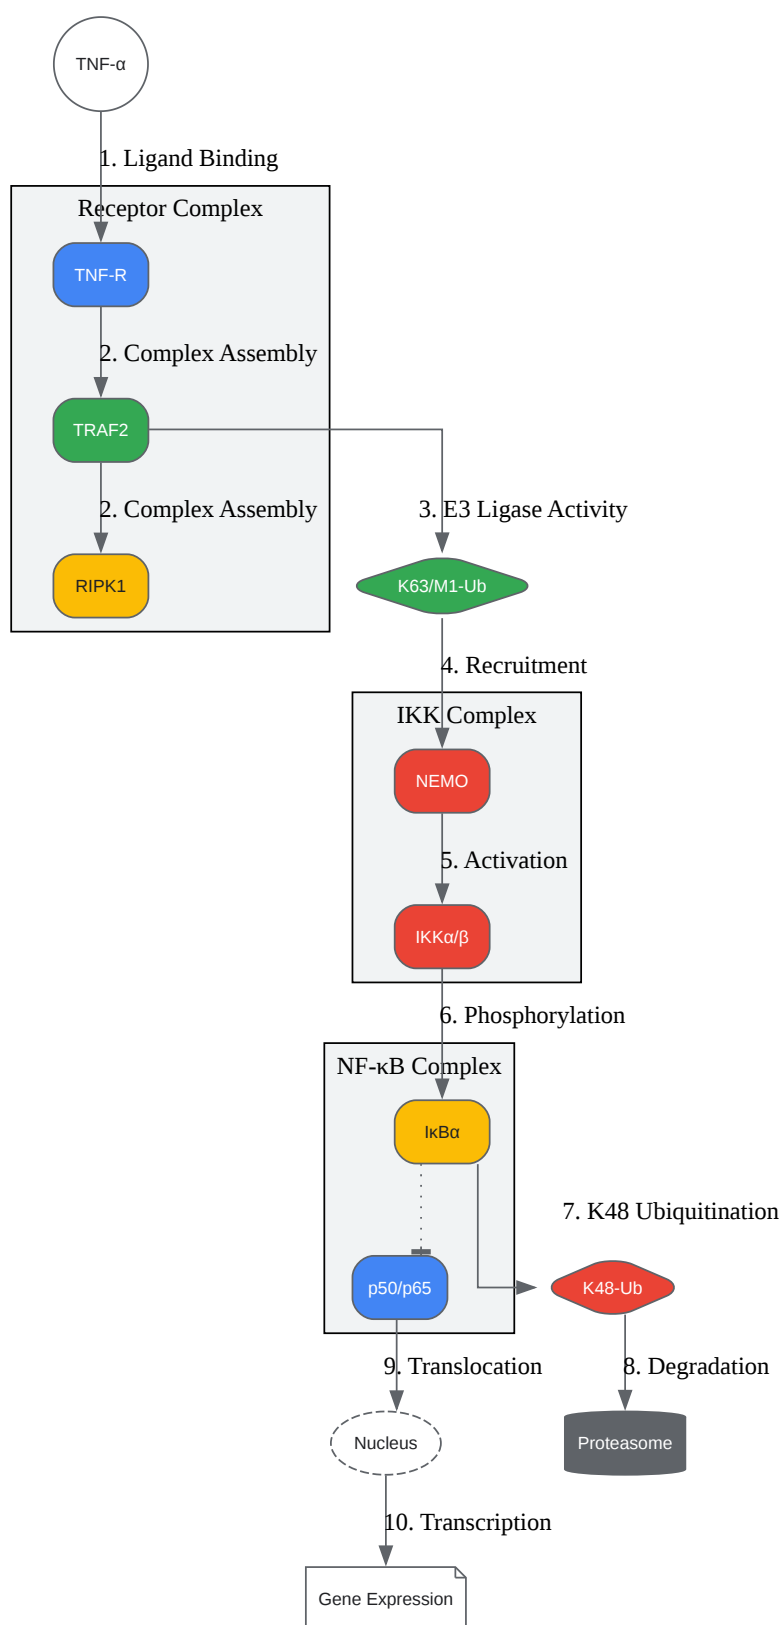 TNF-α
1. Ligand Binding
Receptor Complex
TNF-R
2. Complex Assembly
TRAF2
2. Complex Assembly
3. E3 Ligase Activity
RIPK1
K63/M1-Ub
4. Recruitment
IKK Complex
NEMO
5. Activation
IKKα/β
6. Phosphorylation
NF-κB Complex
IκBα
7. K48 Ubiquitination
p50/p65
K48-Ub
9. Translocation
8. Degradation
Nucleus
Proteasome
10. Transcription
Gene Expression